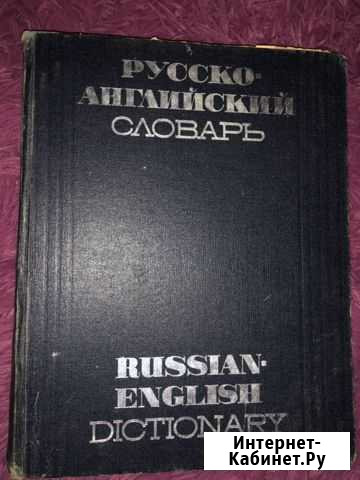 РУССКО-
АНГЛИЙСКИЙ
СЛОВАРЬ
RUSSIAN-
ENGLISH
DICTIONARY
Интернет-
Кабинет.Ру